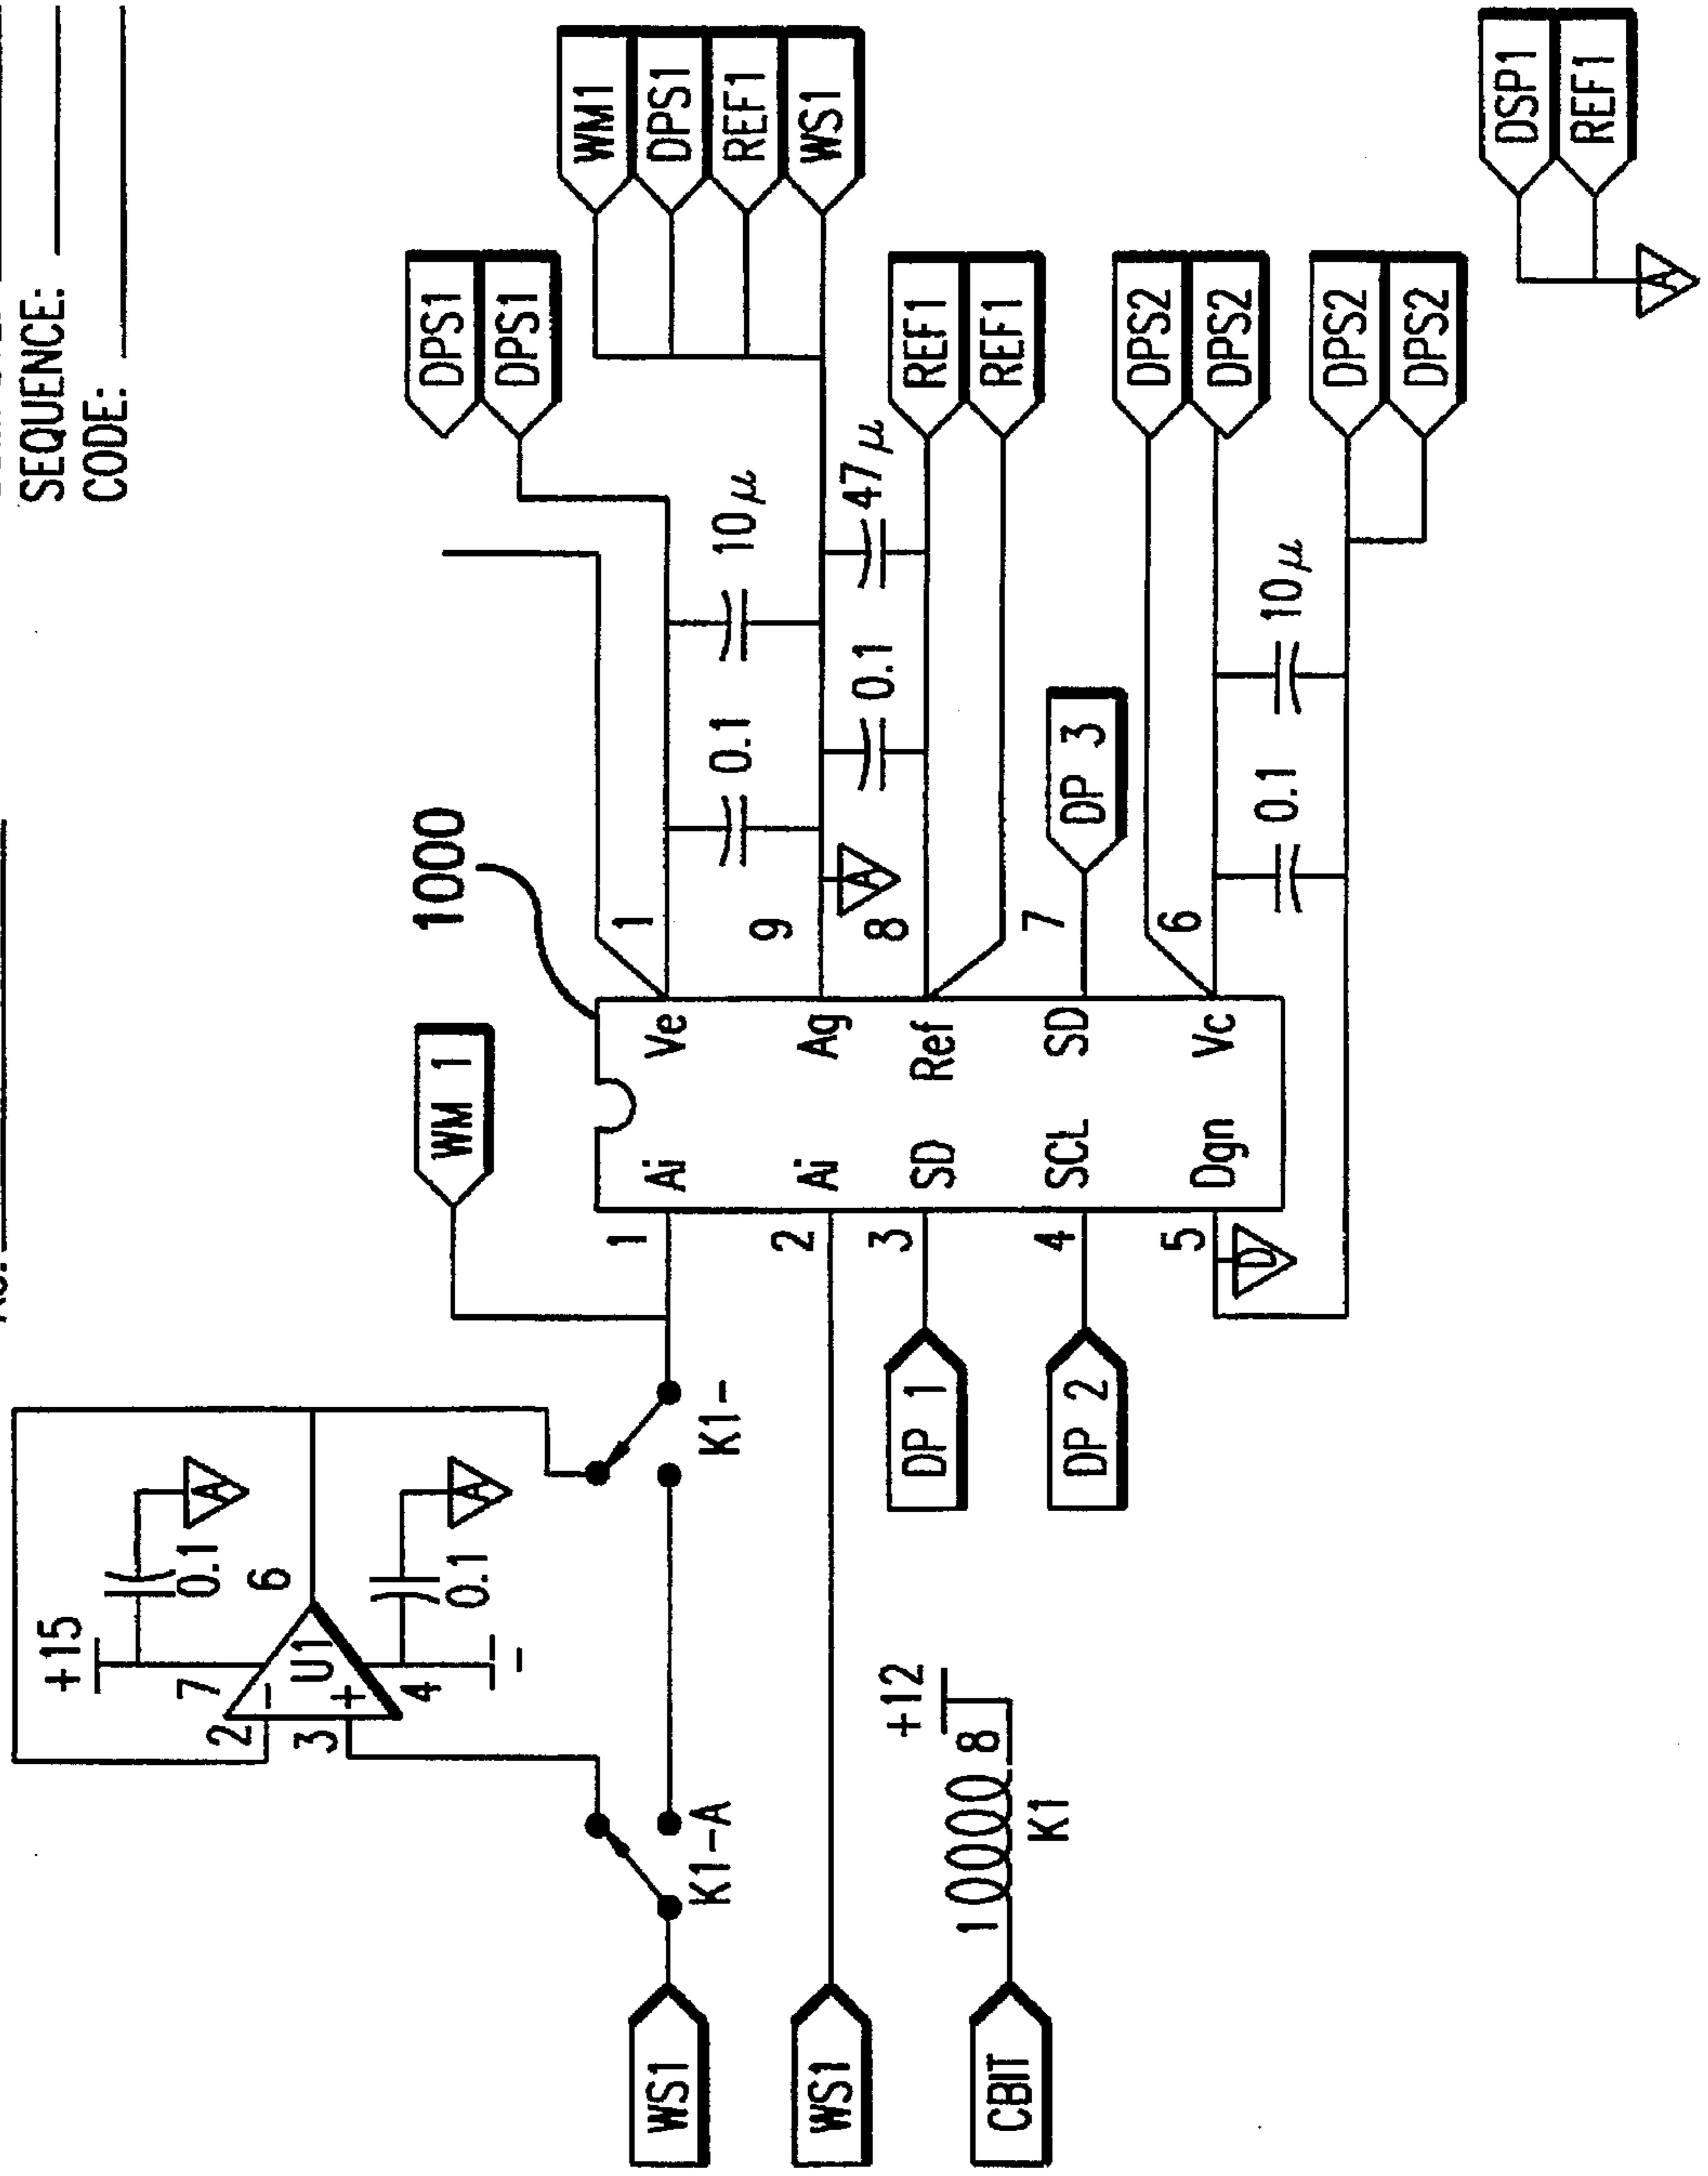 SEQUENCE:
CODE:
+15
7
0.1
A
2
-
U1
6
3
+
4
0.1
A
-
WS1
K1-A
K1-
WM 1
1000
WS1
CBIT
1
8
+12
K1
DP 1
DP 2
1
Ai
Ve
1
2
Ai
Ag
9
3
SD
Ref
8
4
SCL
SD
7
5
Dgn
Vc
6
D
A
0.1
10μ
0.1
47μ
DP 3
0.1
10μ
DPS1
DPS1
WM1
DPS1
REF1
WS1
REF1
REF1
DPS2
DPS2
DPS2
DPS2
DSP1
REF1
A